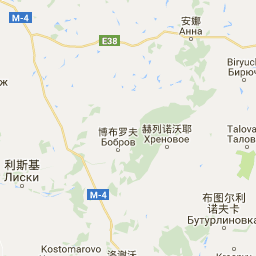 M-4
安娜
Анна
E38
Biryuch
Бирюч
ж
博布罗夫
Бобров
赫列诺沃耶
Хреновое
Talova
Талов
利斯基
Лиски
M-4
布图尔利
诺夫卡
Бутурлиновка
Kostomarovo